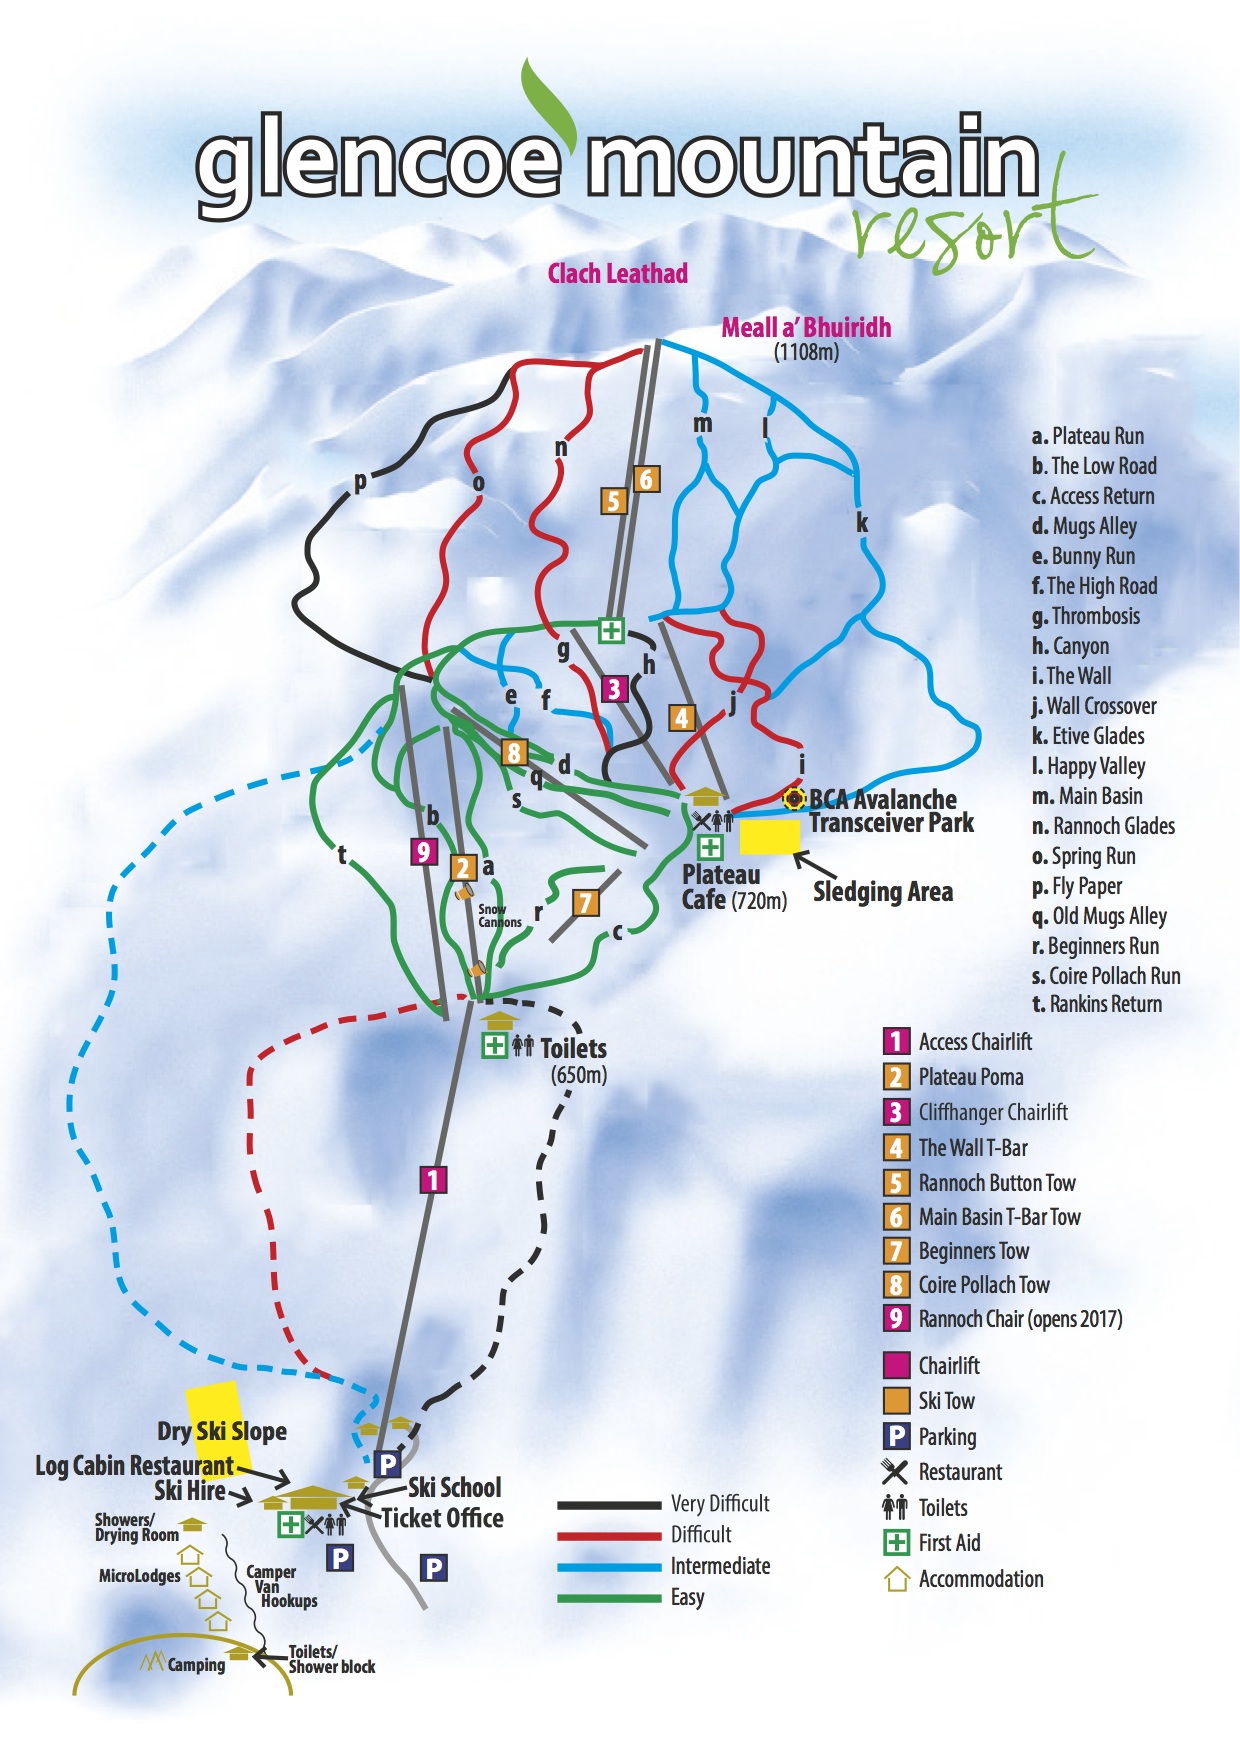 glencoe mountain
resort
Clach Leathad
Meall a' Bhuiridh
(1108m)
m
l
n
p
o
6
5
k
g
h
e
f
3
j
4
8
d
q
i
s
b
t
9
2
a
7
r
c
Snow
Cannons
BCA Avalanche
Transceiver Park
Plateau
Cafe (720m)
Sledging Area
Toilets
(650m)
1
a. Plateau Run
b. The Low Road
c. Access Return
d. Mugs Alley
e. Bunny Run
f. The High Road
g. Thrombosis
h. Canyon
i. The Wall
j. Wall Crossover
k. Etive Glades
l. Happy Valley
m. Main Basin
n. Rannoch Glades
o. Spring Run
p. Fly Paper
q. Old Mugs Alley
r. Beginners Run
s. Coire Pollach Run
t. Rankins Return
1 Access Chairlift
2 Plateau Poma
3 Cliffhanger Chairlift
4 The Wall T-Bar
5 Rannoch Button Tow
6 Main Basin T-Bar Tow
7 Beginners Tow
8 Coire Pollach Tow
9 Rannoch Chair (opens 2017)
Chairlift
Ski Tow
P Parking
Restaurant
Toilets
First Aid
Accommodation
Dry Ski Slope
Log Cabin Restaurant
Ski Hire
P
Ski School
Ticket Office
P
P
Showers/
Drying Room
MicroLodges
Camper
Van
Hookups
Camping
Toilets/
Shower block
Very Difficult
Difficult
Intermediate
Easy